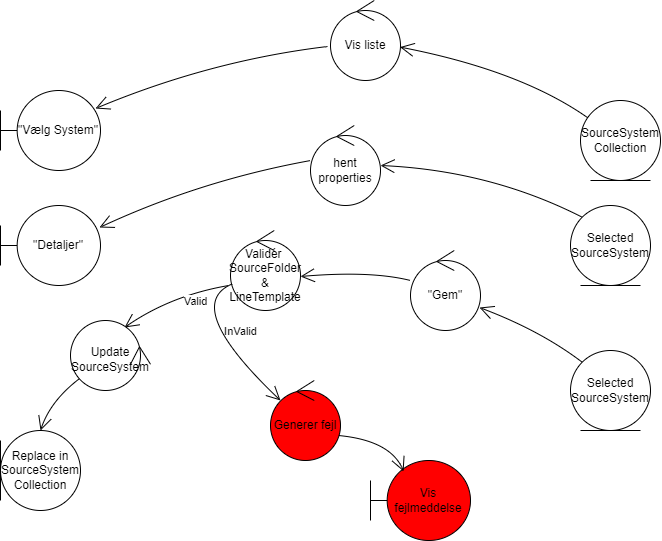 Vis liste
"Vælg System"
SourceSystem
Collection
hent
properties
"Detaljer"
Selected
SourceSystem
Valider
SourceFolder
&
LineTemplate
"Gem"
Valid
InValid
Update
SourceSystem
Selected
SourceSystem
Generer fejl
Replace in
SourceSystem
Collection
Vis
fejlmeddelse